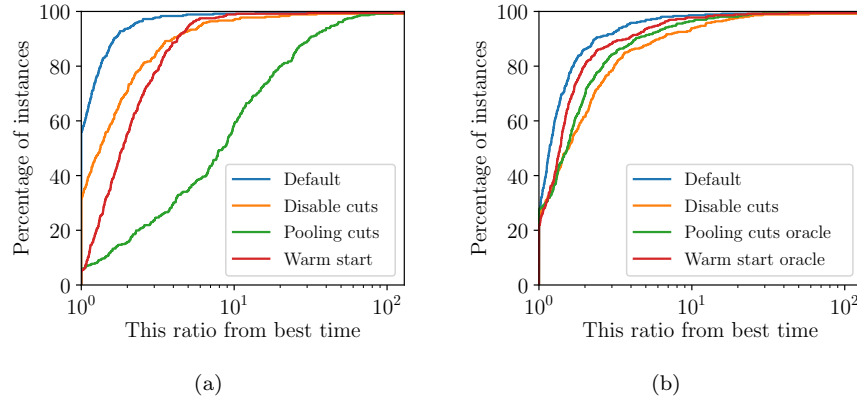 100
80
60
40
20
0
Percentage of instances
Default
Disable cuts
Pooling cuts
Warm start
10^0
10^1
10^2
This ratio from best time
(a)
100
80
60
40
20
0
Percentage of instances
Default
Disable cuts
Pooling cuts oracle
Warm start oracle
10^0
10^1
10^2
This ratio from best time
(b)